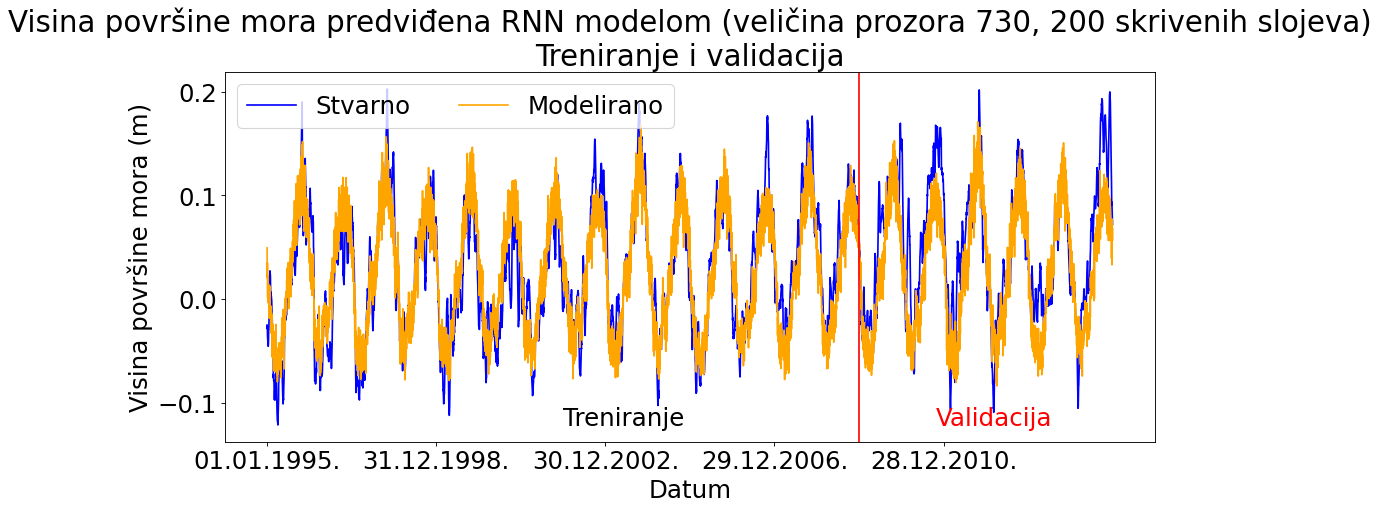 Visina površine mora predviđena RNN modelom (veličina prozora 730, 200 skrivenih slojeva)
Treniranje i validacija
Stvarno
Modelirano
Visina površine mora (m)
0.2
0.1
0.0
−0.1
Treniranje
Validacija
01.01.1995.
31.12.1998.
30.12.2002.
29.12.2006.
28.12.2010.
Datum